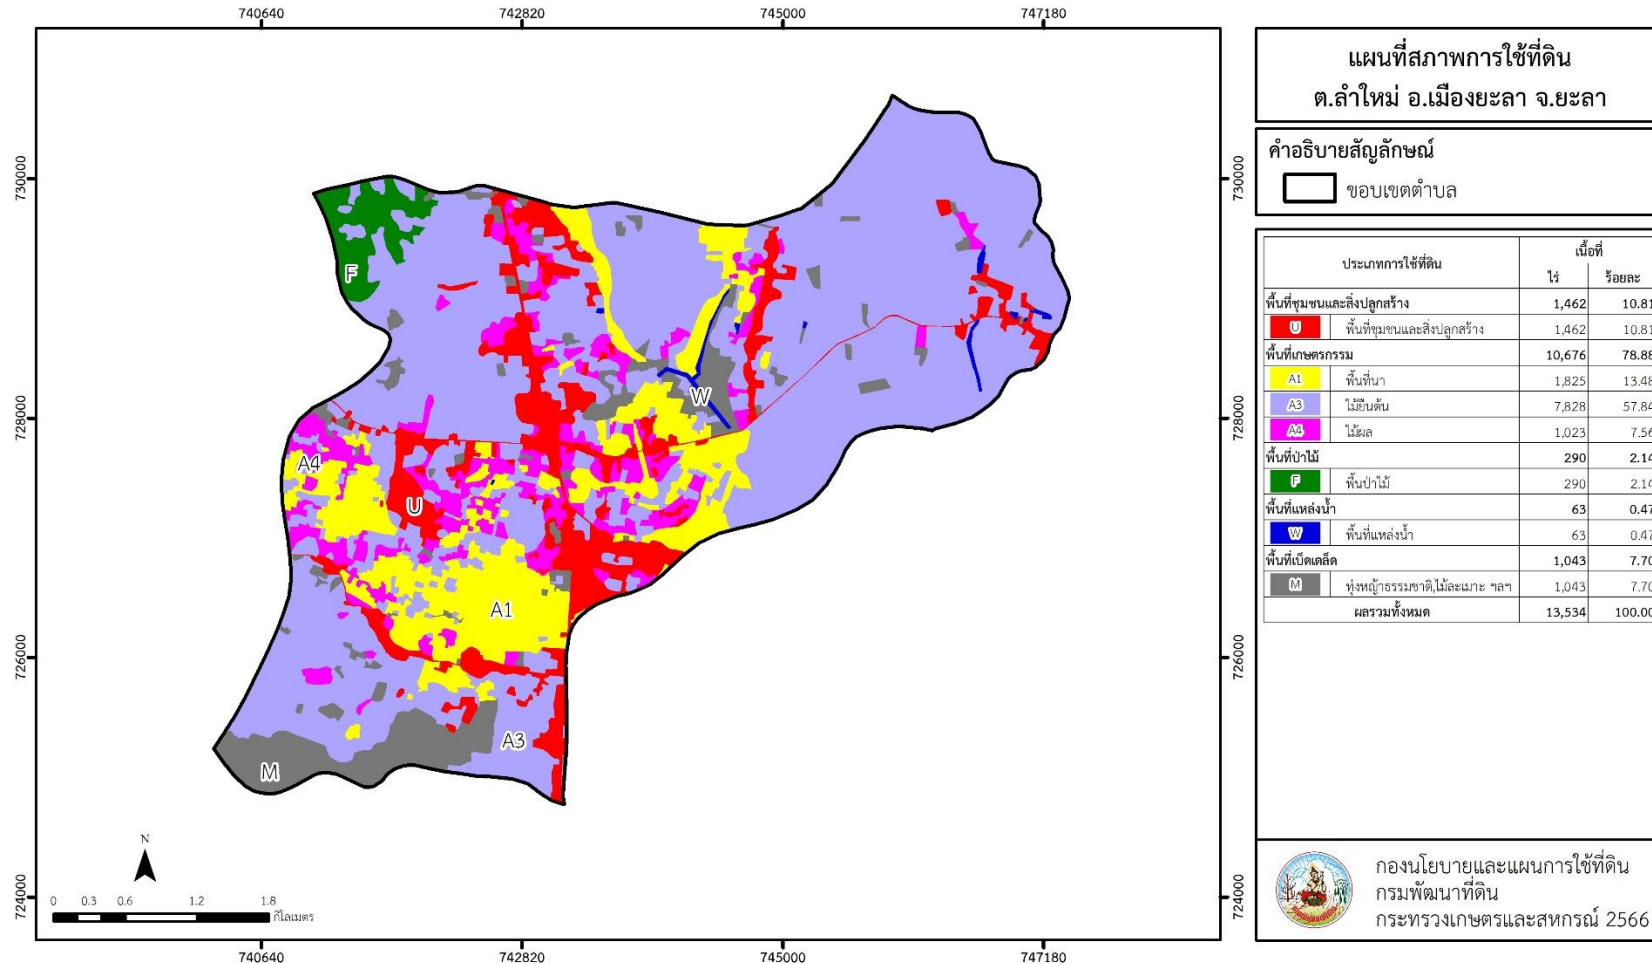 740640 742820 745000 747180
730000 730000
728000 728000
726000 726000
724000 724000
F
W
A4
U
A1
A3
M
N
0 0.3 0.6 1.2 1.8
กิโลเมตร
740640 742820 745000 747180
แผนที่สภาพการใช้ที่ดิน
ต.ลำใหม่ อ.เมืองยะลา จ.ยะลา
คำอธิบายสัญลักษณ์
ขอบเขตตำบล
ประเภทการใช้ที่ดิน เนื้อที่
ไร่ ร้อยละ
พื้นที่ชุมชนและสิ่งปลูกสร้าง 1,462 10.81
U พื้นที่ชุมชนและสิ่งปลูกสร้าง 1,462 10.81
พื้นที่เกษตรกรรม 10,676 78.88
A1 พื้นที่นา 1,825 13.48
A3 ไม้ยืนต้น 7,828 57.84
A4 ไม้ผล 1,023 7.56
พื้นที่ป่าไม้ 290 2.14
F พื้นป่าไม้ 290 2.14
พื้นที่แหล่งน้ำ 63 0.47
W พื้นที่แหล่งน้ำ 63 0.47
พื้นที่เบ็ดเตล็ด 1,043 7.70
M ทุ่งหญ้าธรรมชาติ,ไม้ละเมาะ ฯลฯ 1,043 7.70
ผลรวมทั้งหมด 13,534 100.00
กองนโยบายและแผนการใช้ที่ดิน
กรมพัฒนาที่ดิน
กระทรวงเกษตรและสหกรณ์ 2566